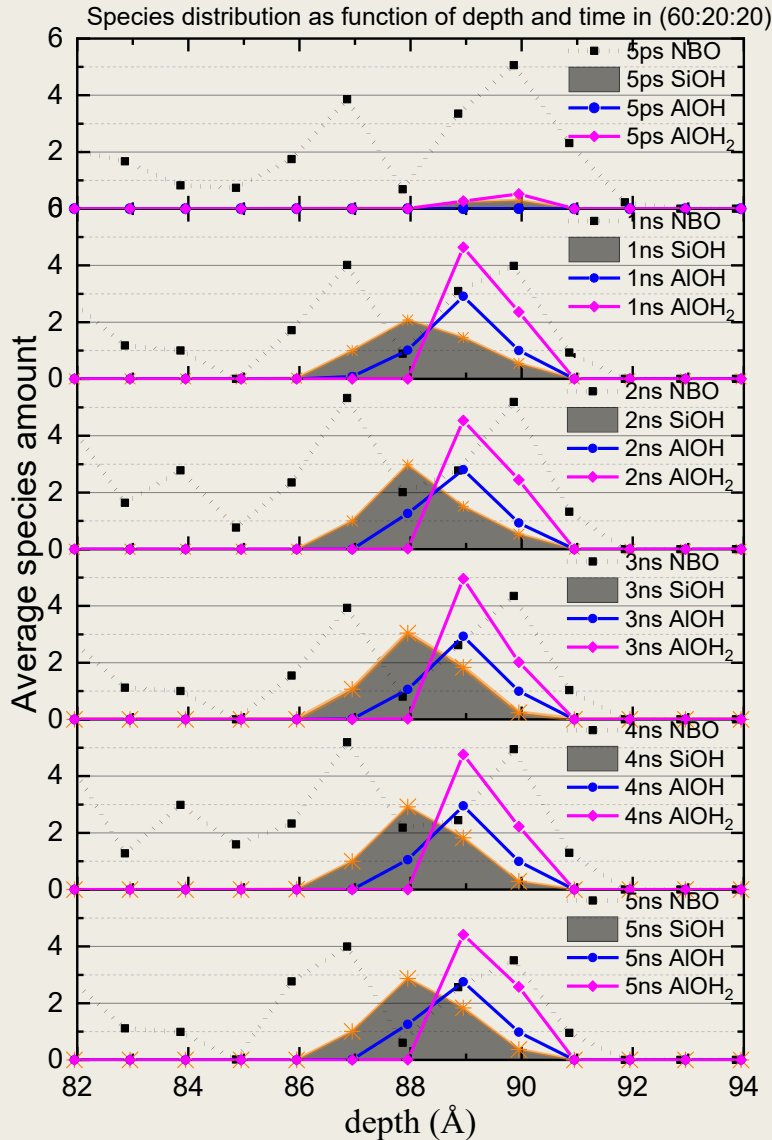 Species distribution as function of depth and time in (60:20:20)
Average species amount
6
4
2
0
5ps NBO
5ps SiOH
5ps AlOH
5ps AlOH2
6
4
2
0
1ns NBO
1ns SiOH
1ns AlOH
1ns AlOH2
4
2
0
2ns NBO
2ns SiOH
2ns AlOH
2ns AlOH2
4
2
0
3ns NBO
3ns SiOH
3ns AlOH
3ns AlOH2
4
2
0
4ns NBO
4ns SiOH
4ns AlOH
4ns AlOH2
4
2
0
5ns NBO
5ns SiOH
5ns AlOH
5ns AlOH2
82 84 86 88 90 92 94
depth (Å)